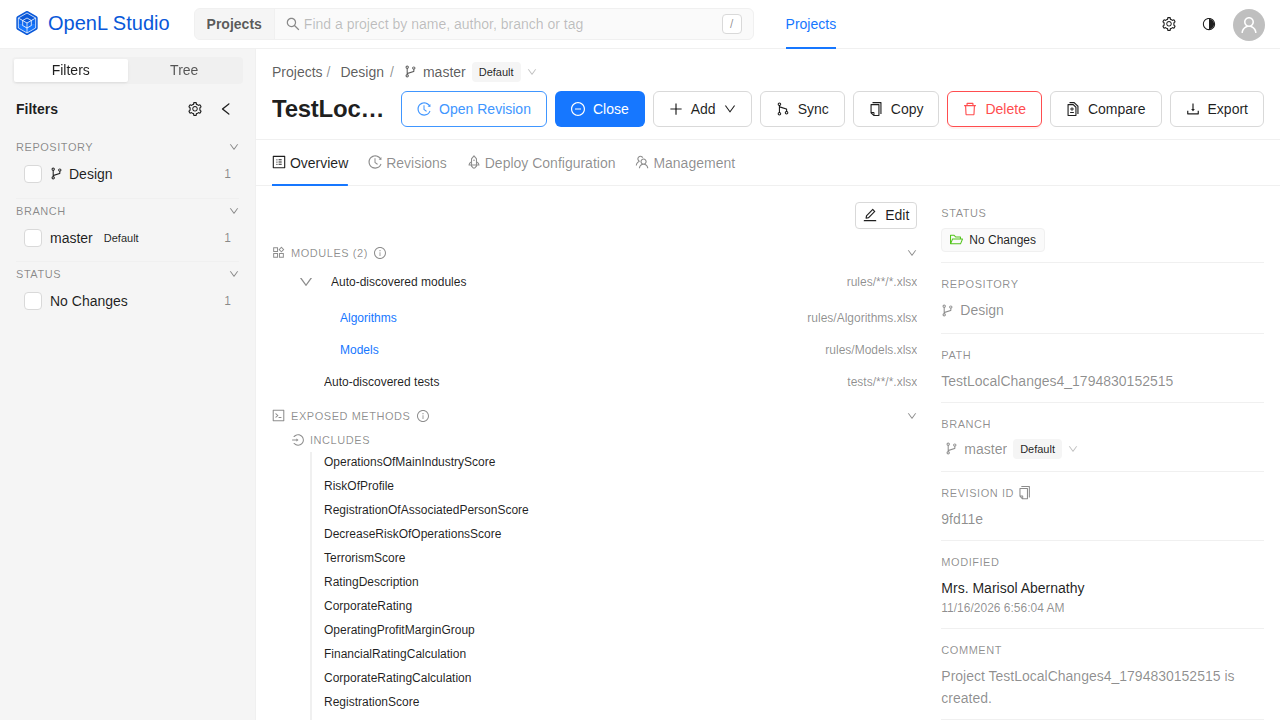 OpenL Studio
Projects
Find a project by name, author, branch or tag
/
Projects
Filters
Tree
Filters
REPOSITORY
Design 1
BRANCH
master Default 1
STATUS
No Changes 1
Projects / Design / master Default
TestLoc...
Open Revision
Close
Add
Sync
Copy
Delete
Compare
Export
Overview
Revisions
Deploy Configuration
Management
Edit
MODULES (2)
Auto-discovered modules rules/**/*.xlsx
Algorithms rules/Algorithms.xlsx
Models rules/Models.xlsx
Auto-discovered tests tests/**/*.xlsx
EXPOSED METHODS
INCLUDES
OperationsOfMainIndustryScore
RiskOfProfile
RegistrationOfAssociatedPersonScore
DecreaseRiskOfOperationsScore
TerrorismScore
RatingDescription
CorporateRating
OperatingProfitMarginGroup
FinancialRatingCalculation
CorporateRatingCalculation
RegistrationScore
STATUS
No Changes
REPOSITORY
Design
PATH
TestLocalChanges4_1794830152515
BRANCH
master Default
REVISION ID
9fd11e
MODIFIED
Mrs. Marisol Abernathy
11/16/2026 6:56:04 AM
COMMENT
Project TestLocalChanges4_1794830152515 is
created.